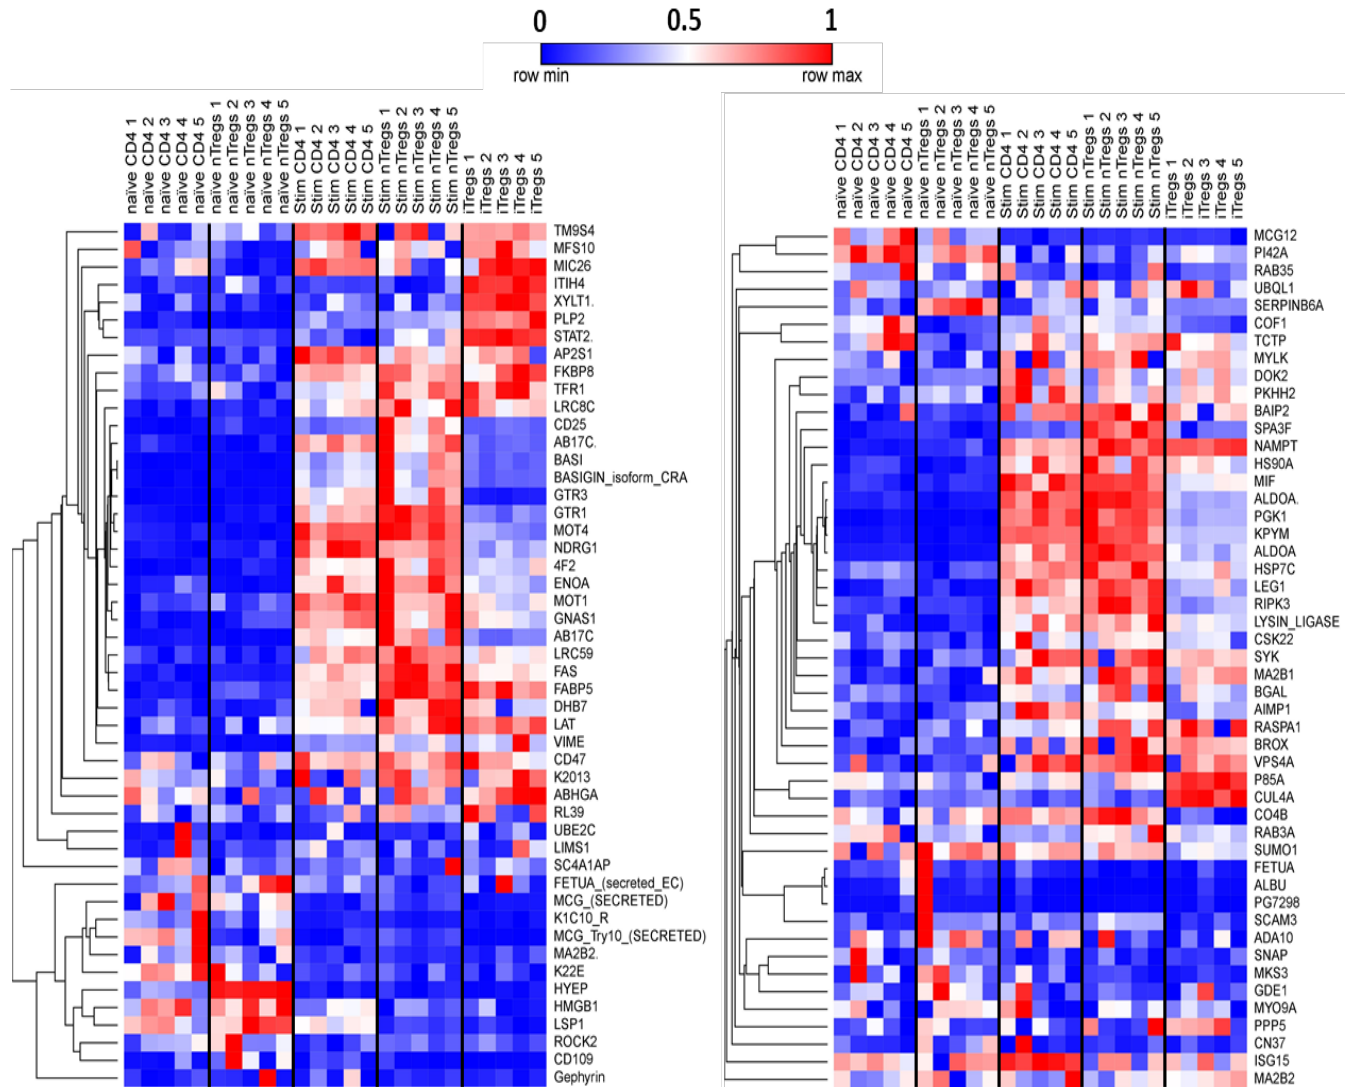 0 0.5 1
row min row max
naïve CD4 1
naïve CD4 2
naïve CD4 3
naïve CD4 4
naïve CD4 5
naïve nTregs 1
naïve nTregs 2
naïve nTregs 3
naïve nTregs 4
naïve nTregs 5
Stim CD4 1
Stim CD4 2
Stim CD4 3
Stim CD4 4
Stim CD4 5
Stim nTregs 1
Stim nTregs 2
Stim nTregs 3
Stim nTregs 4
Stim nTregs 5
iTregs 1
iTregs 2
iTregs 3
iTregs 4
iTregs 5
TM9S4
MFS10
MIC26
ITIH4
XYLT1.
PLP2
STAT2.
AP2S1
FKBP8
TFR1
LRC8C
CD25
AB17C.
BASI
BASIGIN_isoform_CRA
GTR3
GTR1
MOT4
NDRG1
4F2
ENOA
MOT1
GNAS1
AB17C
LRC59
FAS
FABP5
DHB7
LAT
VIME
CD47
K2013
ABHGA
RL39
UBE2C
LIMS1
SC4A1AP
FETUA_(secreted_EC)
MCG_(SECRETED)
K1C10_R
MCG_Try10_(SECRETED)
MA2B2.
K22E
HYEP
HMGB1
LSP1
ROCK2
CD109
Gephyrin
naïve CD4 1
naïve CD4 2
naïve CD4 3
naïve CD4 4
naïve CD4 5
naïve nTregs 1
naïve nTregs 2
naïve nTregs 3
naïve nTregs 4
naïve nTregs 5
Stim CD4 1
Stim CD4 2
Stim CD4 3
Stim CD4 4
Stim CD4 5
Stim nTregs 1
Stim nTregs 2
Stim nTregs 3
Stim nTregs 4
Stim nTregs 5
iTregs 1
iTregs 2
iTregs 3
iTregs 4
iTregs 5
MCG12
PI42A
RAB35
UBQL1
SERPINB6A
COF1
TCTP
MYLK
DOK2
PKHH2
BAIP2
SPA3F
NAMPT
HS90A
MIF
ALDOA.
PGK1
KPYM
ALDOA
HSP7C
LEG1
RIPK3
LYSIN_LIGASE
CSK22
SYK
MA2B1
BGAL
AIMP1
RASPA1
BROX
VPS4A
P85A
CUL4A
CO4B
RAB3A
SUMO1
FETUA
ALBU
PG7298
SCAM3
ADA10
SNAP
MKS3
GDE1
MYO9A
PPP5
CN37
ISG15
MA2B2